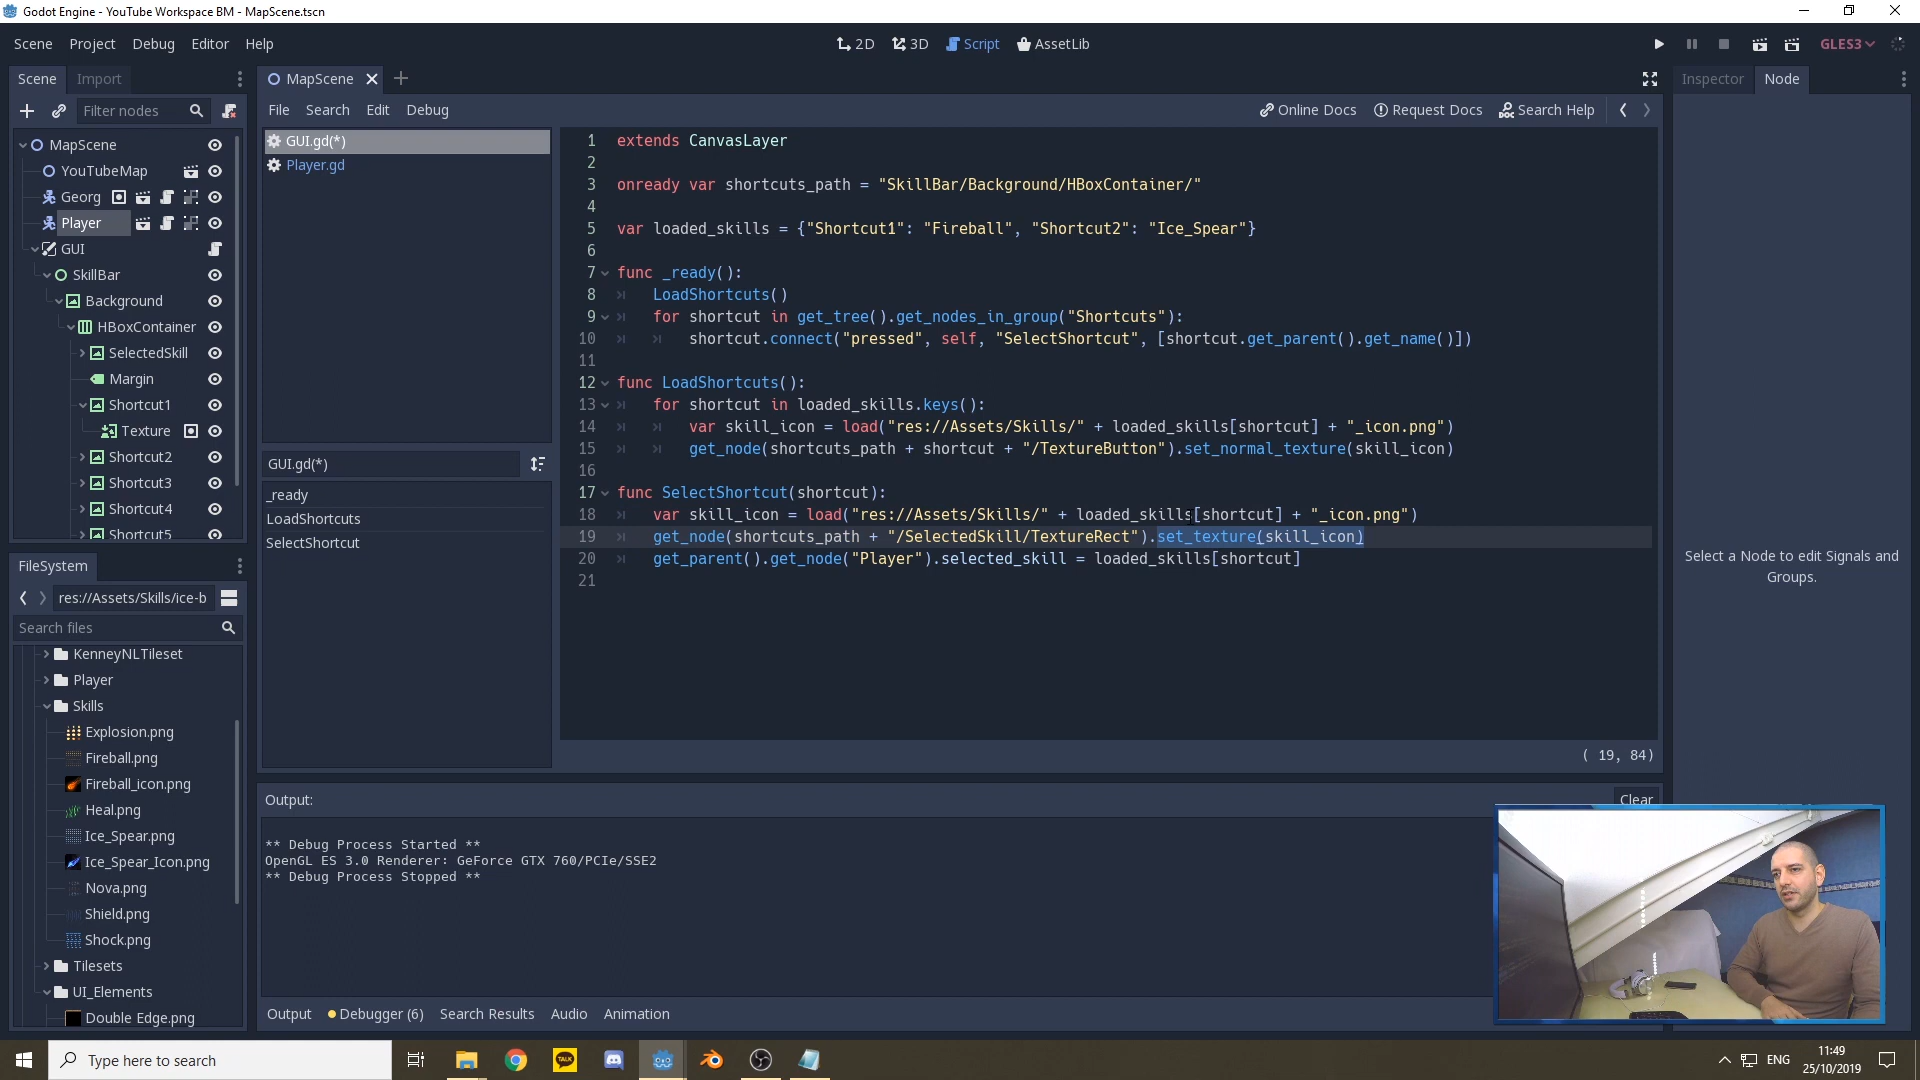 Godot Engine - YouTube Workspace BM - MapScene.tscn
Scene Project Debug Editor Help
2D 3D Script AssetLib
GLES3
Scene Import
MapScene
Inspector Node
Filter nodes
File Search Edit Debug
Online Docs Request Docs Search Help
MapScene
YouTubeMap
Georg
Player
GUI
SkillBar
Background
HBoxContainer
SelectedSkill
Margin
Shortcut1
Texture
Shortcut2
Shortcut3
Shortcut4
Shortcut5
GUI.gd(*)
Player.gd
GUI.gd(*)
_ready
LoadShortcuts
SelectShortcut
1 extends CanvasLayer
2
3 onready var shortcuts_path = "SkillBar/Background/HBoxContainer/"
4
5 var loaded_skills = {"Shortcut1": "Fireball", "Shortcut2": "Ice_Spear"}
6
7 func _ready():
8 LoadShortcuts()
9 for shortcut in get_tree().get_nodes_in_group("Shortcuts"):
10 shortcut.connect("pressed", self, "SelectShortcut", [shortcut.get_parent().get_name()])
11
12 func LoadShortcuts():
13 for shortcut in loaded_skills.keys():
14 var skill_icon = load("res://Assets/Skills/" + loaded_skills[shortcut] + "_icon.png")
15 get_node(shortcuts_path + shortcut + "/TextureButton").set_normal_texture(skill_icon)
16
17 func SelectShortcut(shortcut):
18 var skill_icon = load("res://Assets/Skills/" + loaded_skills[shortcut] + "_icon.png")
19 get_node(shortcuts_path + "/SelectedSkill/TextureRect").set_texture(skill_icon)
20 get_parent().get_node("Player").selected_skill = loaded_skills[shortcut]
21
( 19, 84)
Select a Node to edit Signals and
Groups.
FileSystem
res://Assets/Skills/ice-b
Search files
KenneyNLTileset
Player
Skills
Explosion.png
Fireball.png
Fireball_icon.png
Heal.png
Ice_Spear.png
Ice_Spear_Icon.png
Nova.png
Shield.png
Shock.png
Tilesets
UI_Elements
Double Edge.png
Output:
Clear
** Debug Process Started **
OpenGL ES 3.0 Renderer: GeForce GTX 760/PCIe/SSE2
** Debug Process Stopped **
Output Debugger (6) Search Results Audio Animation
Type here to search
TALK
ENG
11:49
25/10/2019